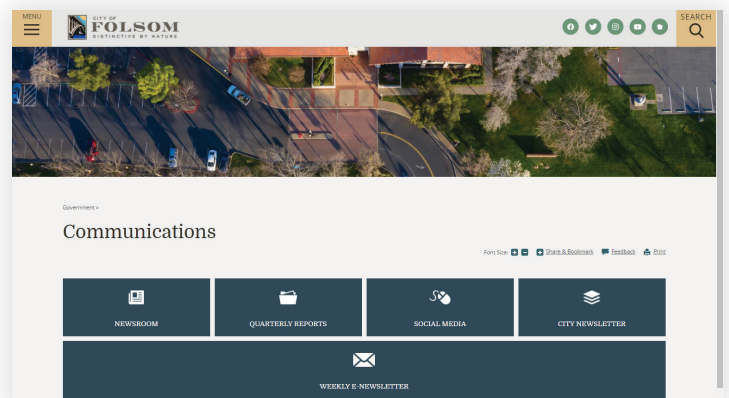 MENU
CITY OF
FOLSOM
DISTINCTIVE BY NATURE
SEARCH
Government »
Communications
Font Size: + - + Share & Bookmark Feedback Print
NEWSROOM
QUARTERLY REPORTS
SOCIAL MEDIA
CITY NEWSLETTER
WEEKLY E-NEWSLETTER